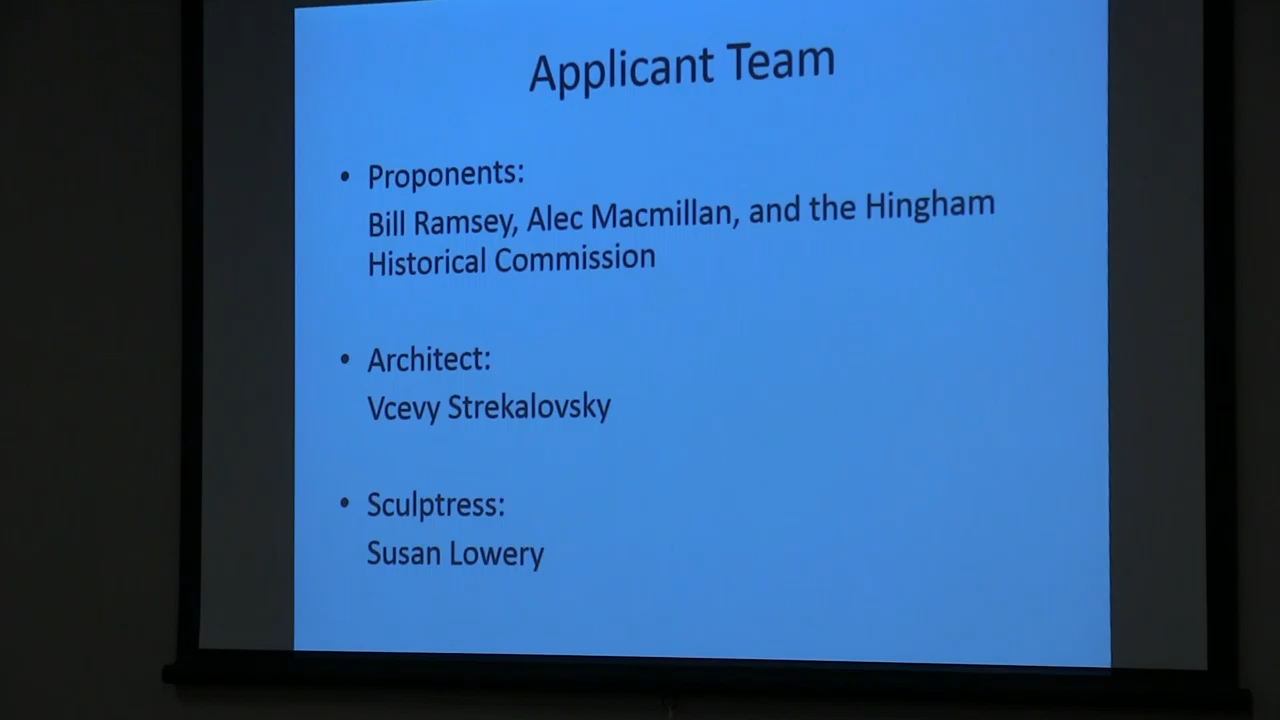 Applicant Team
• Proponents:
Bill Ramsey, Alec Macmillan, and the Hingham
Historical Commission
• Architect:
Vcevy Strekalovsky
• Sculptress:
Susan Lowery